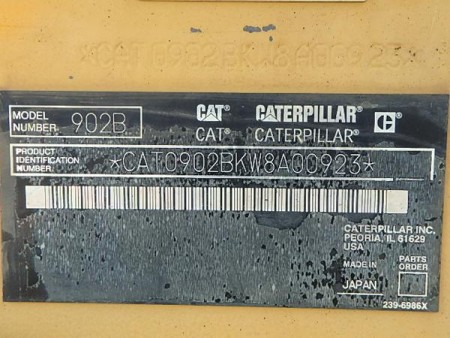 *CAT0902BKW8A00923*
MODEL NUMBER 902B CAT® CATERPILLAR®
CAT® CATERPILLAR® C®
PRODUCT IDENTIFICATION NUMBER *CAT0902BKW8A00923*
CATERPILLAR INC.
PEORIA, IL 61629
USA
MADE IN PARTS ORDER
JAPAN
239-6986X